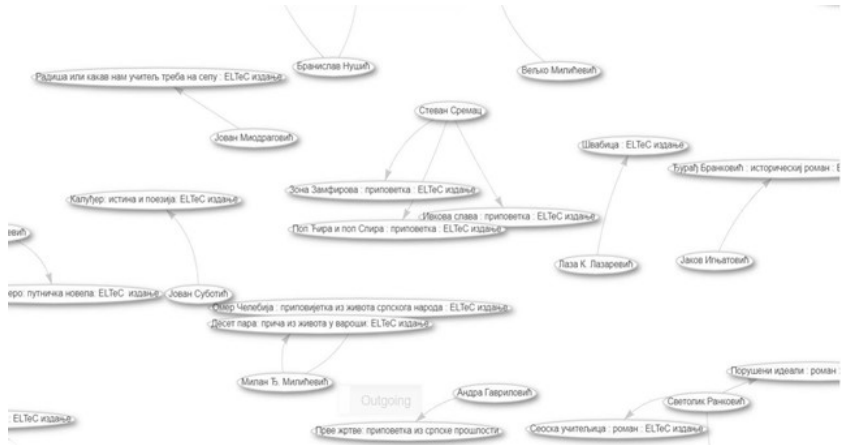 Бранислав Нушић
Вељко Милићевић
Радиша или какав нам учитељ треба на селу : ELTeC издање
Стеван Сремац
Јован Миодраговић
Швабица : ELTeC издање
Ђурађ Бранковић : историческиј роман : E
Зона Замфирова : приповетка : ELTeC издање
Калуђер: истина и поезија: ELTeC издање
Ивкова слава : приповетка : ELTeC издање
Поп Ћира и поп Спира : приповетка : ELTeC издање
евић
Лаза К. Лазаревић
Јаков Игњатовић
еро: путничка новела: ELTeC издање
Јован Суботић
Омер Челебија : приповијетка из живота српскога народа : ELTeC издање
Десет пара: прича из живота у вароши: ELTeC издање
Порушени идеали : роман :
Милан Ђ. Милићевић
Андра Гавриловић
Outgoing
Светолик Ранковић
ELTeC издање
Прве жртве: приповетка из српске прошлости
Сеоска учитељица : роман : ELTeC издање